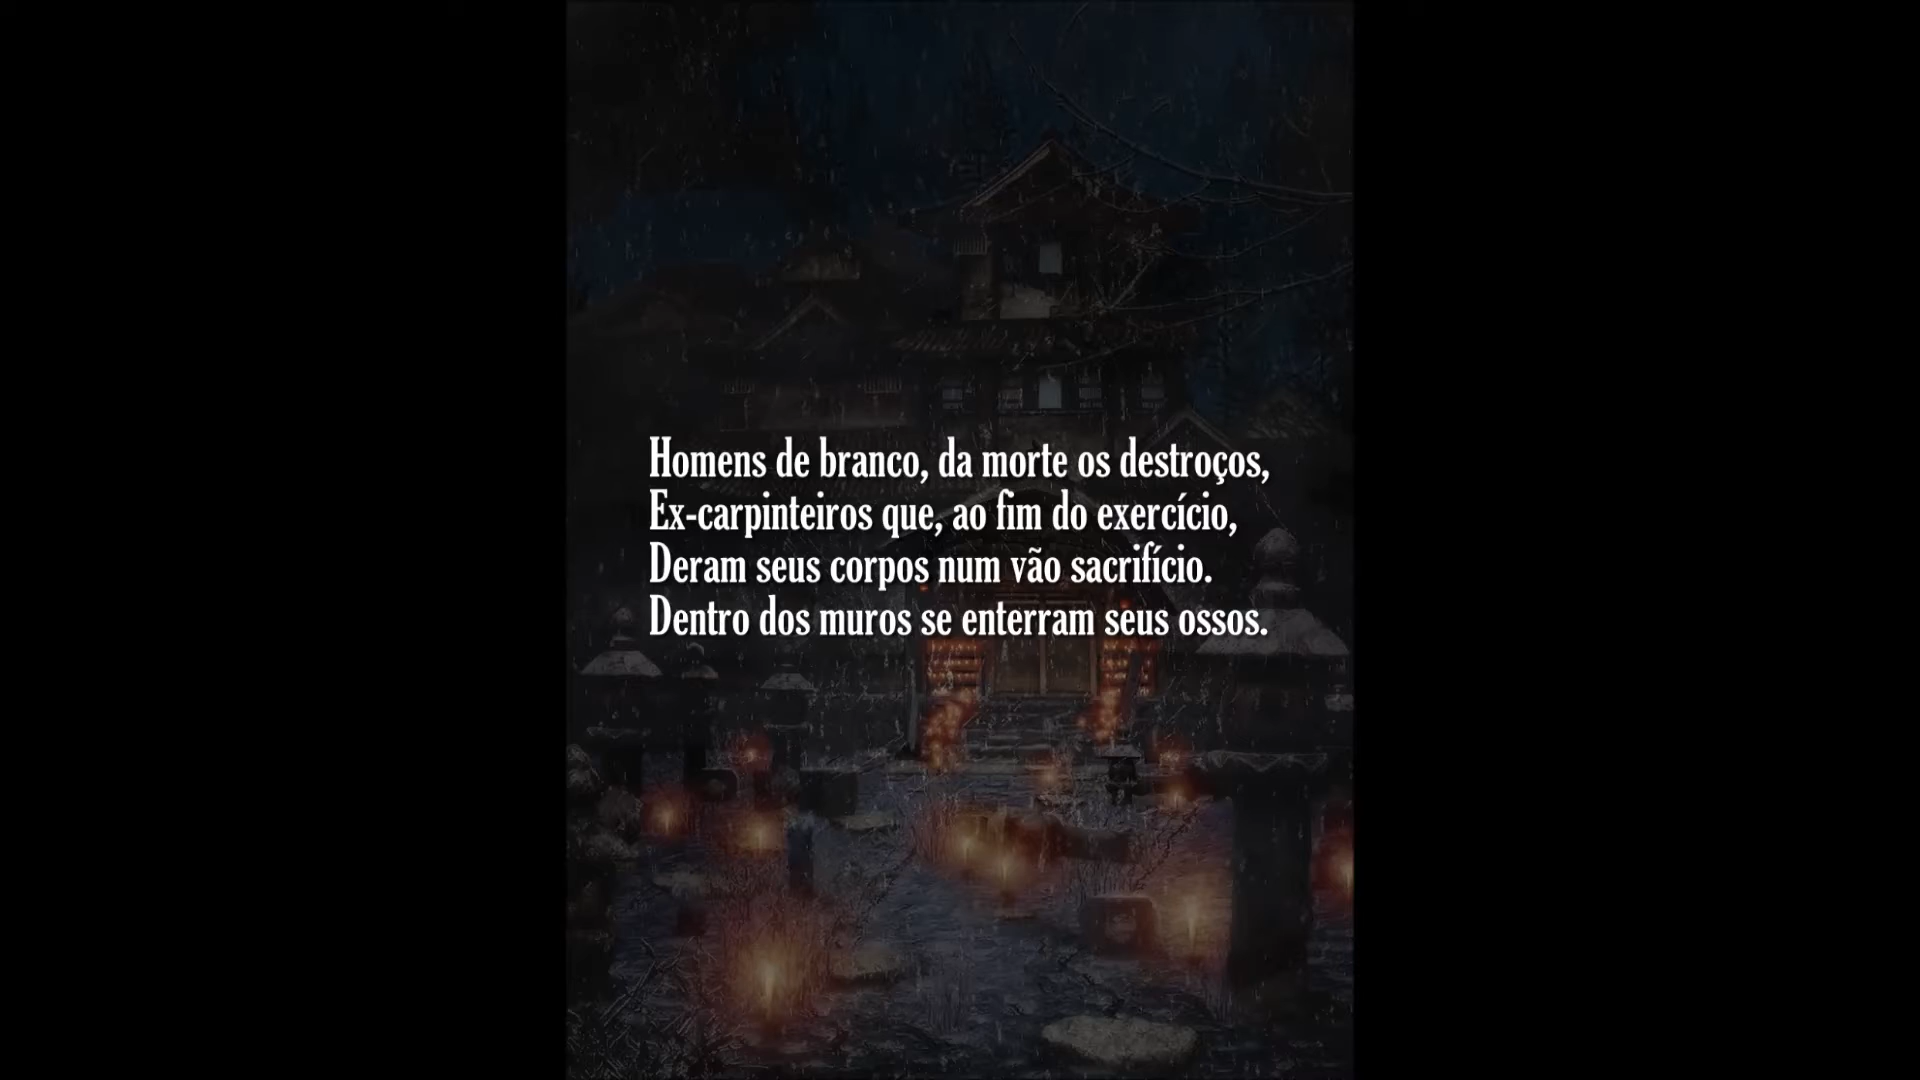 Homens de branco, da morte os destroços,
Ex-carpinteiros que, ao fim do exercício,
Deram seus corpos num vão sacrifício.
Dentro dos muros se enterram seus ossos.